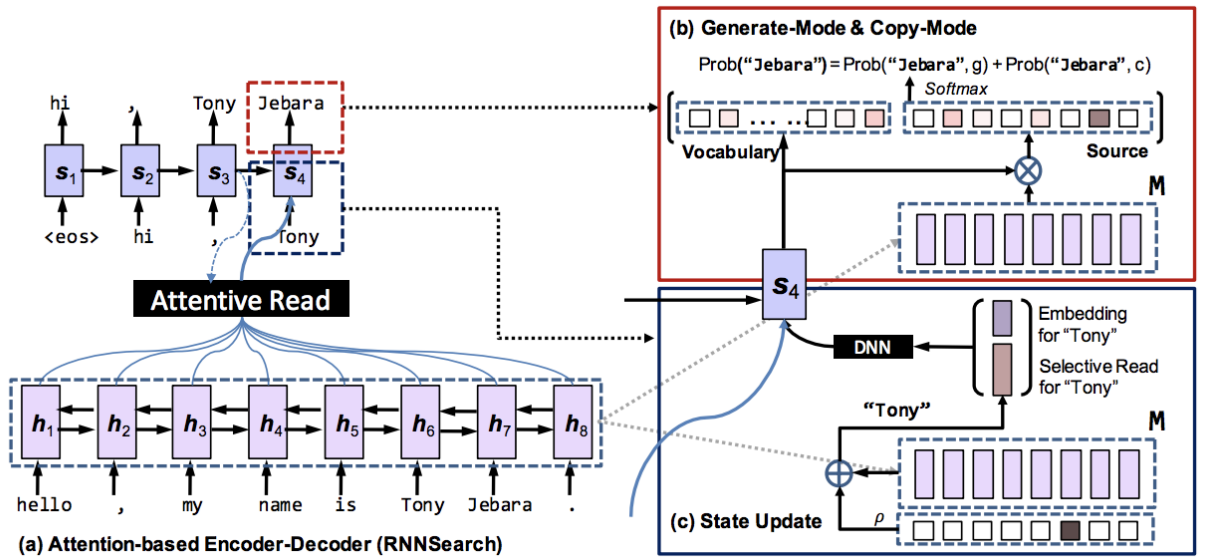 hi , Tony Jebara
s1 s2 s3 s4
<eos> hi , Tony
Attentive Read
h1 h2 h3 h4 h5 h6 h7 h8
hello , my name is Tony Jebara .
(a) Attention-based Encoder-Decoder (RNNSearch)
(b) Generate-Mode & Copy-Mode
Prob("Jebara") = Prob("Jebara", g) + Prob("Jebara", c)
Softmax
... ...
Vocabulary
Source
M
s4
Embedding
for "Tony"
DNN
Selective Read
for "Tony"
"Tony"
M
ρ
(c) State Update